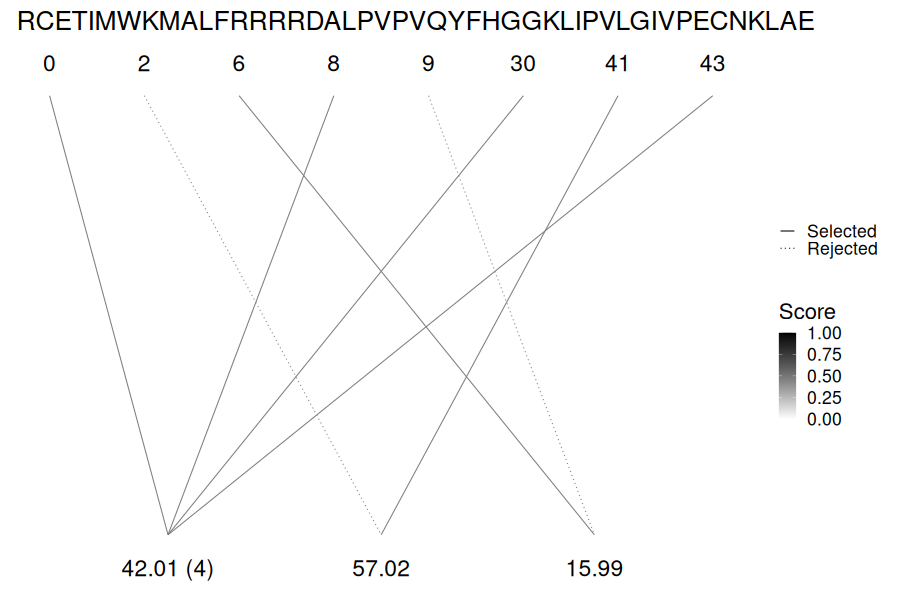 RCETIMWKMALFRRRRDALPVPVQYFHGGKLIPVLGIVPECNKLAE
0 2 6 8 9 30 41 43
Selected
Rejected
Score
1.00
0.75
0.50
0.25
0.00
42.01 (4) 57.02 15.99